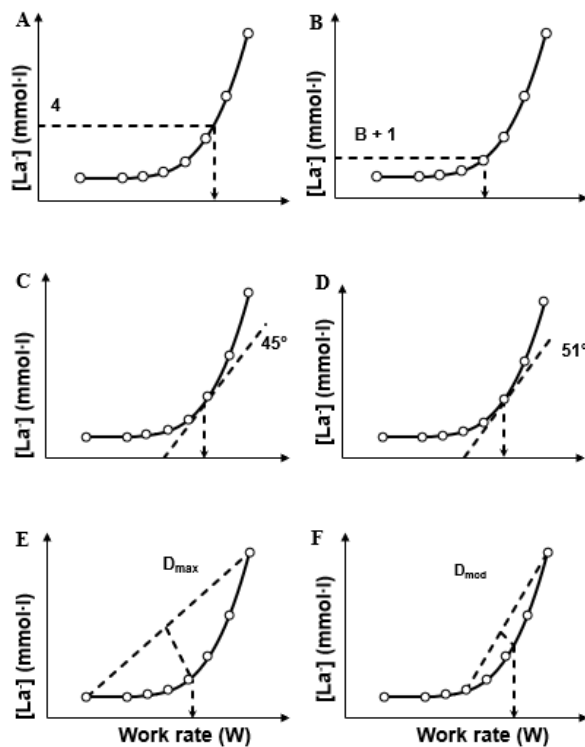 A
[La-] (mmol·l)
4
B
[La-] (mmol·l)
B + 1
C
[La-] (mmol·l)
45°
D
[La-] (mmol·l)
51°
E
[La-] (mmol·l)
Dmax
Work rate (W)
F
[La-] (mmol·l)
Dmod
Work rate (W)